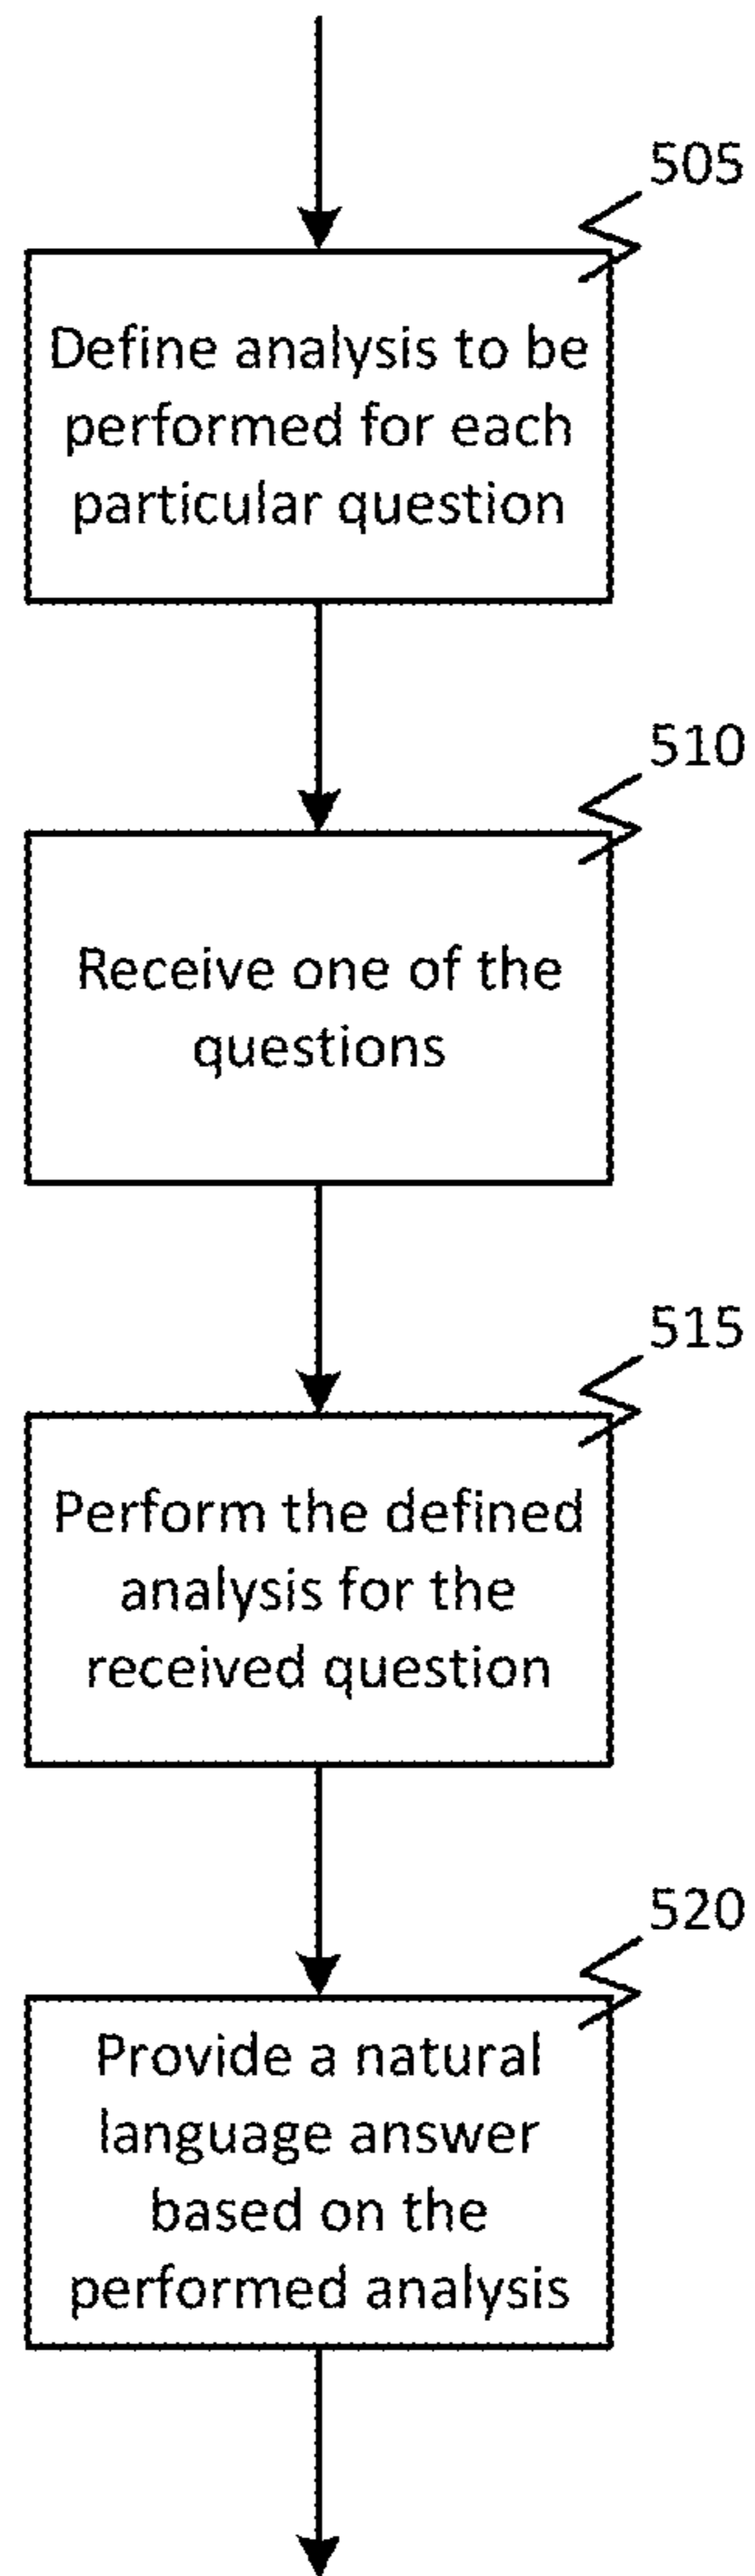 505
Define analysis to be
performed for each
particular question
510
Receive one of the
questions
515
Perform the defined
analysis for the
received question
520
Provide a natural
language answer
based on the
performed analysis